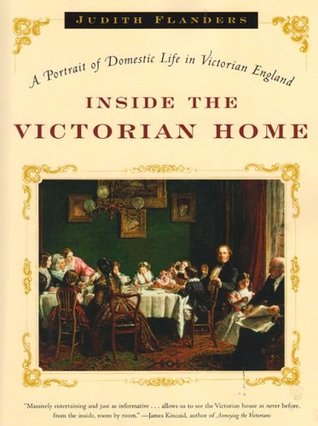 JUDITH FLANDERS
A Portrait of Domestic Life in Victorian England
INSIDE THE
VICTORIAN HOME
"Massively entertaining and just as informative . . . allows us to see the Victorian house as never before,
from the inside, room by room."—James Kincaid, author of Annoying the Victorians